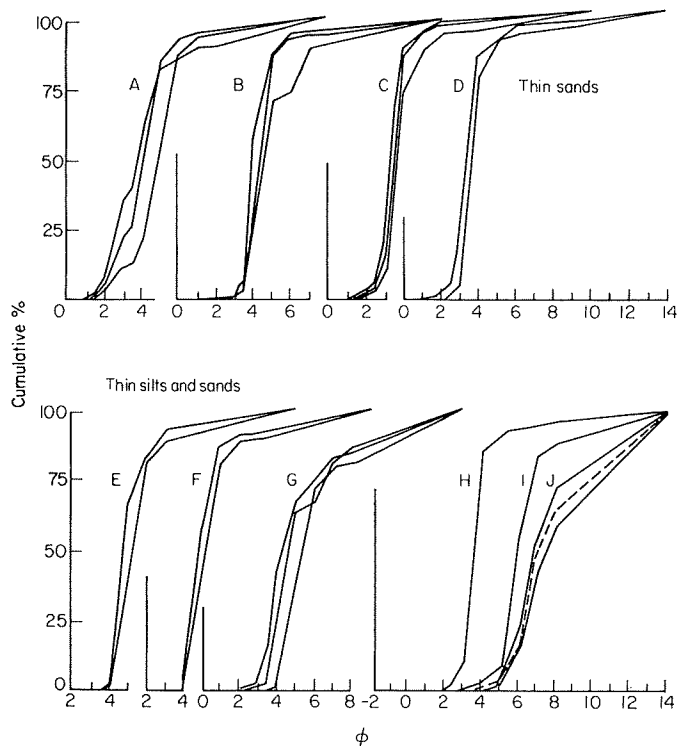 100
75
50
25
A
B
C
D
Thin sands
0 2 4 0 2 4 6 0 2 0 2 4 6 8 10 12 14
Cumulative %
Thin silts and sands
100
75
50
25
0
E
F
G
H
I
J
2 4 6 2 4 0 2 4 6 8 -2 0 2 4 6 8 10 12 14
ϕ